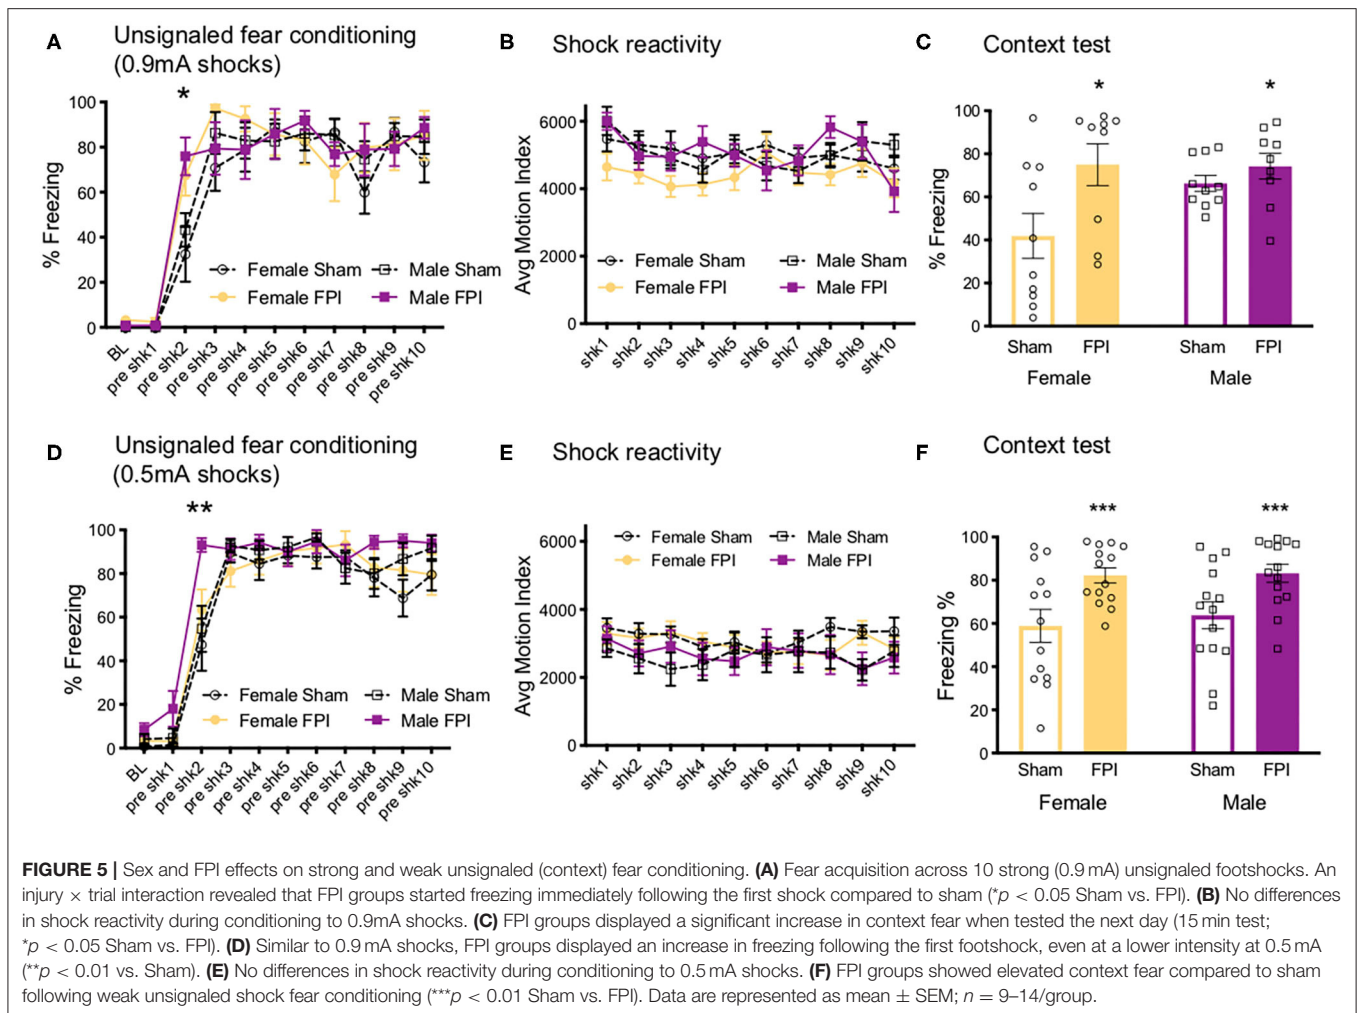 A
Unsignaled fear conditioning
(0.9mA shocks)
*
% Freezing
100
80
60
40
20
0
Female Sham
Male Sham
Female FPI
Male FPI
BL
pre shk1
pre shk2
pre shk3
pre shk4
pre shk5
pre shk6
pre shk7
pre shk8
pre shk9
pre shk10
B
Shock reactivity
Avg Motion Index
6000
4000
2000
0
Female Sham
Male Sham
Female FPI
Male FPI
shk1
shk2
shk3
shk4
shk5
shk6
shk7
shk8
shk9
shk10
C
Context test
* *
% Freezing
100
80
60
40
20
0
Sham FPI Sham FPI
Female Male
D
Unsignaled fear conditioning
(0.5mA shocks)
**
% Freezing
100
80
60
40
20
0
Female Sham
Male Sham
Female FPI
Male FPI
BL
pre shk1
pre shk2
pre shk3
pre shk4
pre shk5
pre shk6
pre shk7
pre shk8
pre shk9
pre shk10
E
Shock reactivity
Avg Motion Index
6000
4000
2000
0
Female Sham
Male Sham
Female FPI
Male FPI
shk1
shk2
shk3
shk4
shk5
shk6
shk7
shk8
shk9
shk10
F
Context test
*** ***
Freezing %
100
80
60
40
20
0
Sham FPI Sham FPI
Female Male
FIGURE 5 | Sex and FPI effects on strong and weak unsignaled (context) fear conditioning. (A) Fear acquisition across 10 strong (0.9 mA) unsignaled footshocks. An
injury × trial interaction revealed that FPI groups started freezing immediately following the first shock compared to sham (*p < 0.05 Sham vs. FPI). (B) No differences
in shock reactivity during conditioning to 0.9mA shocks. (C) FPI groups displayed a significant increase in context fear when tested the next day (15 min test;
*p < 0.05 Sham vs. FPI). (D) Similar to 0.9 mA shocks, FPI groups displayed an increase in freezing following the first footshock, even at a lower intensity at 0.5 mA
(**p < 0.01 vs. Sham). (E) No differences in shock reactivity during conditioning to 0.5 mA shocks. (F) FPI groups showed elevated context fear compared to sham
following weak unsignaled shock fear conditioning (***p < 0.01 Sham vs. FPI). Data are represented as mean ± SEM; n = 9–14/group.